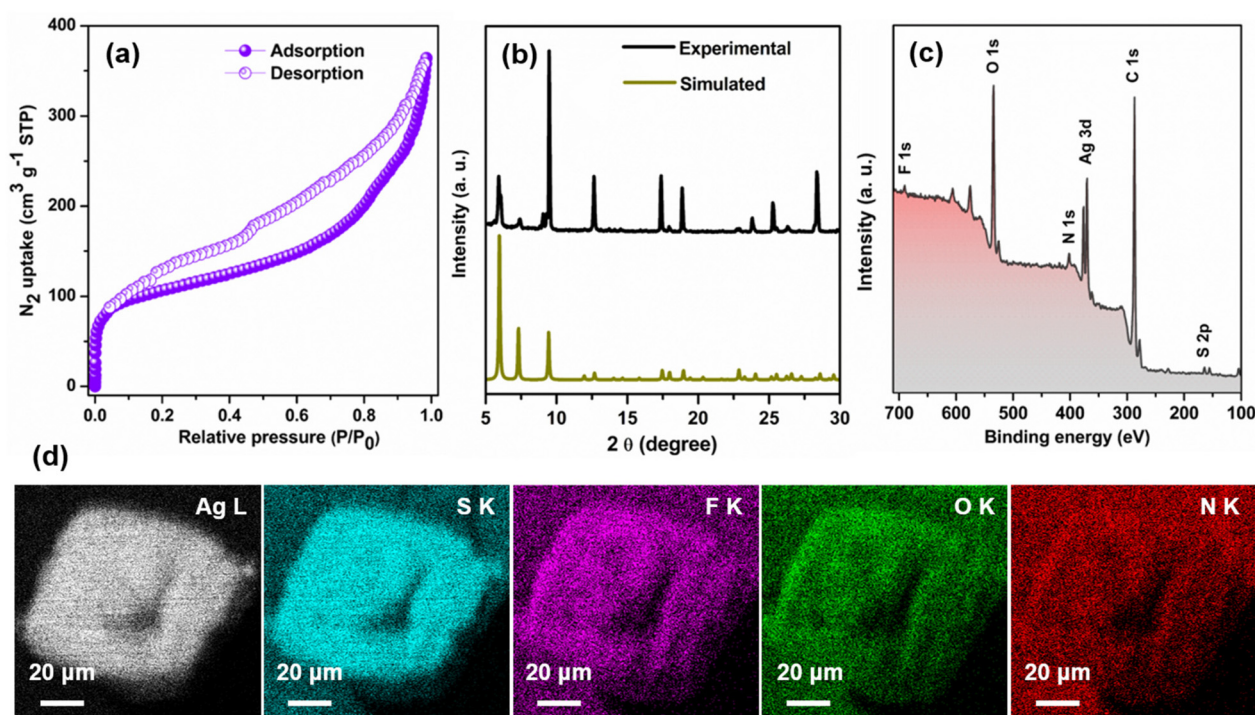 (a)
Adsorption
Desorption
N2 uptake (cm3 g-1 STP)
400
300
200
100
0
0.0 0.2 0.4 0.6 0.8 1.0
Relative pressure (P/P0)
(b)
Experimental
Simulated
Intensity (a. u.)
5 10 15 20 25 30
2 θ (degree)
(c)
F 1s
O 1s
N 1s
Ag 3d
C 1s
S 2p
Intensity (a. u.)
700 600 500 400 300 200 100
Binding energy (eV)
(d)
Ag L
20 µm
S K
20 µm
F K
20 µm
O K
20 µm
N K
20 µm